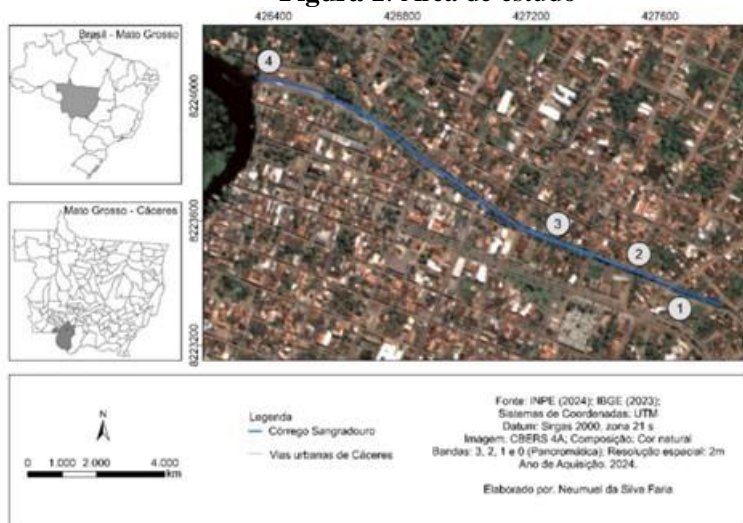 Figura 1. Área de estudo
426400 426800 427200 427600
Brasil - Mato Grosso
8224000
8223600
8223200
4
3
2
1
Mato Grosso - Cáceres
N
0 1.000 2.000 4.000
km
Legenda
Córrego Sangradouro
Vias urbanas de Cáceres
Fonte: INPE (2024); IBGE (2023);
Sistemas de Coordenadas: UTM
Datum: Sirgas 2000, zona 21 s
Imagem: CBERS 4A; Composição: Cor natural
Bandas: 3, 2, 1 e 0 (Pancromática); Resolução espacial: 2m
Ano de Aquisição. 2024.
Elaborado por: Neumuel da Silva Faria